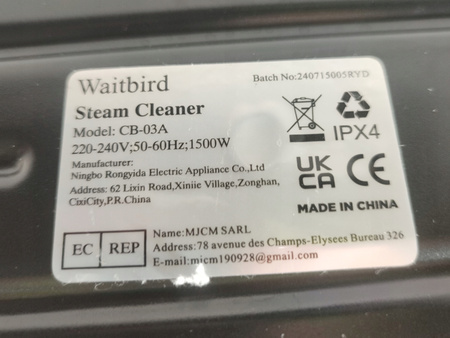 Waitbird
Batch No:240715005RYD
Steam Cleaner
Model: CB-03A
220-240V;50-60Hz;1500W
IPX4
Manufacturer:
Ningbo Rongyida Electric Appliance Co.,Ltd
Address: 62 Lixin Road,Xiniie Village,Zonghan,
CixiCity,P.R.China
UK
CA
CE
MADE IN CHINA
EC REP
Name:MJCM SARL
Address:78 avenue des Champs-Elysees Bureau 326
E-mail:mjcm190928@gmail.com